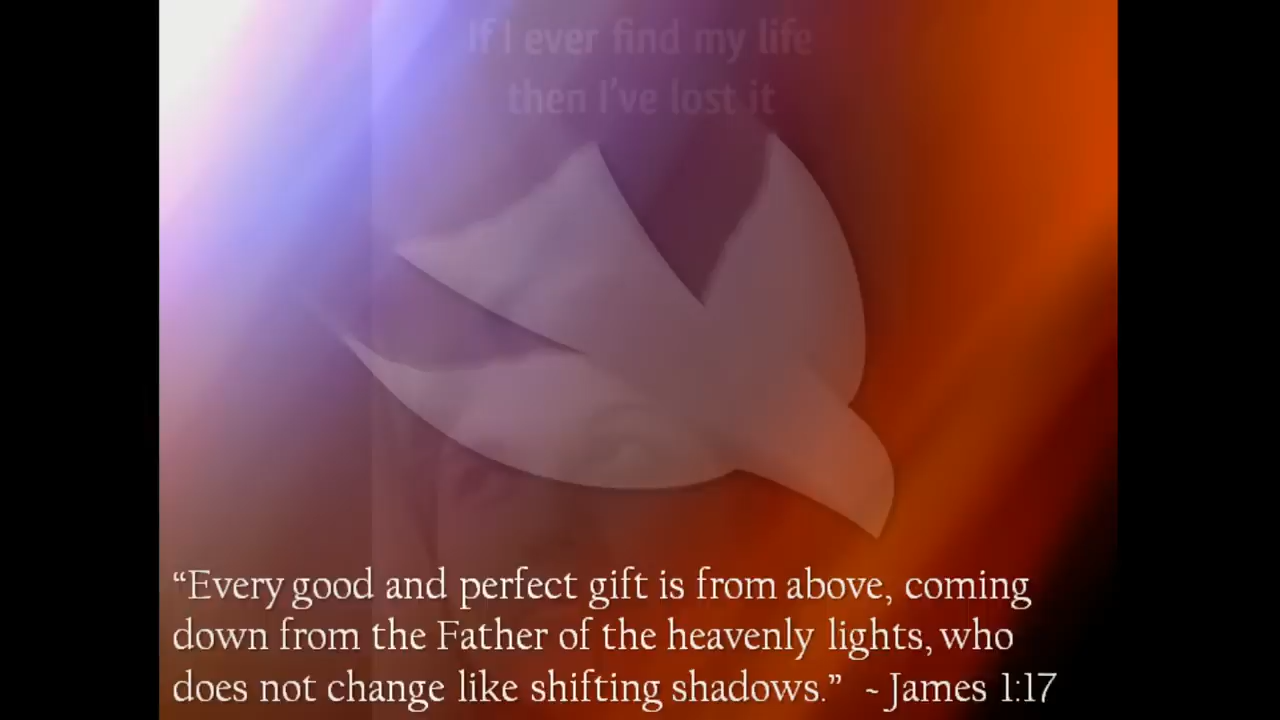 If I ever find my life
then I've lost it
“Every good and perfect gift is from above, coming
down from the Father of the heavenly lights, who
does not change like shifting shadows.” ~ James 1:17